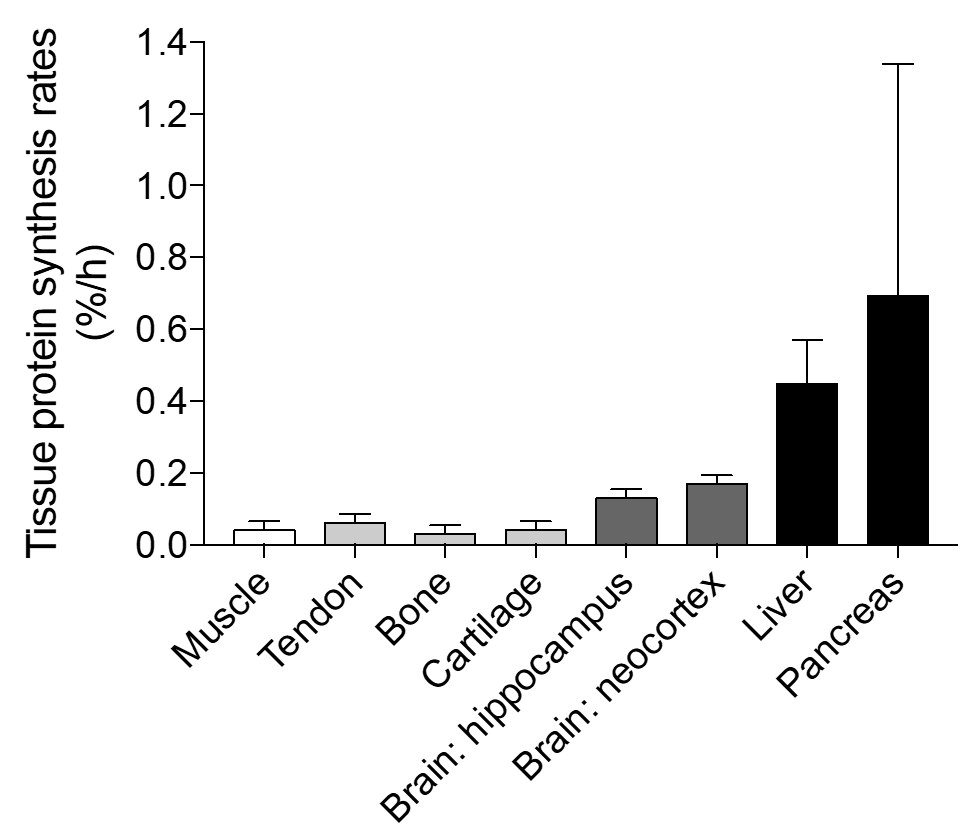 Tissue protein synthesis rates
(%/h)
1.4
1.2
1.0
0.8
0.6
0.4
0.2
0.0
Muscle
Tendon
Bone
Cartilage
Brain: hippocampus
Brain: neocortex
Liver
Pancreas